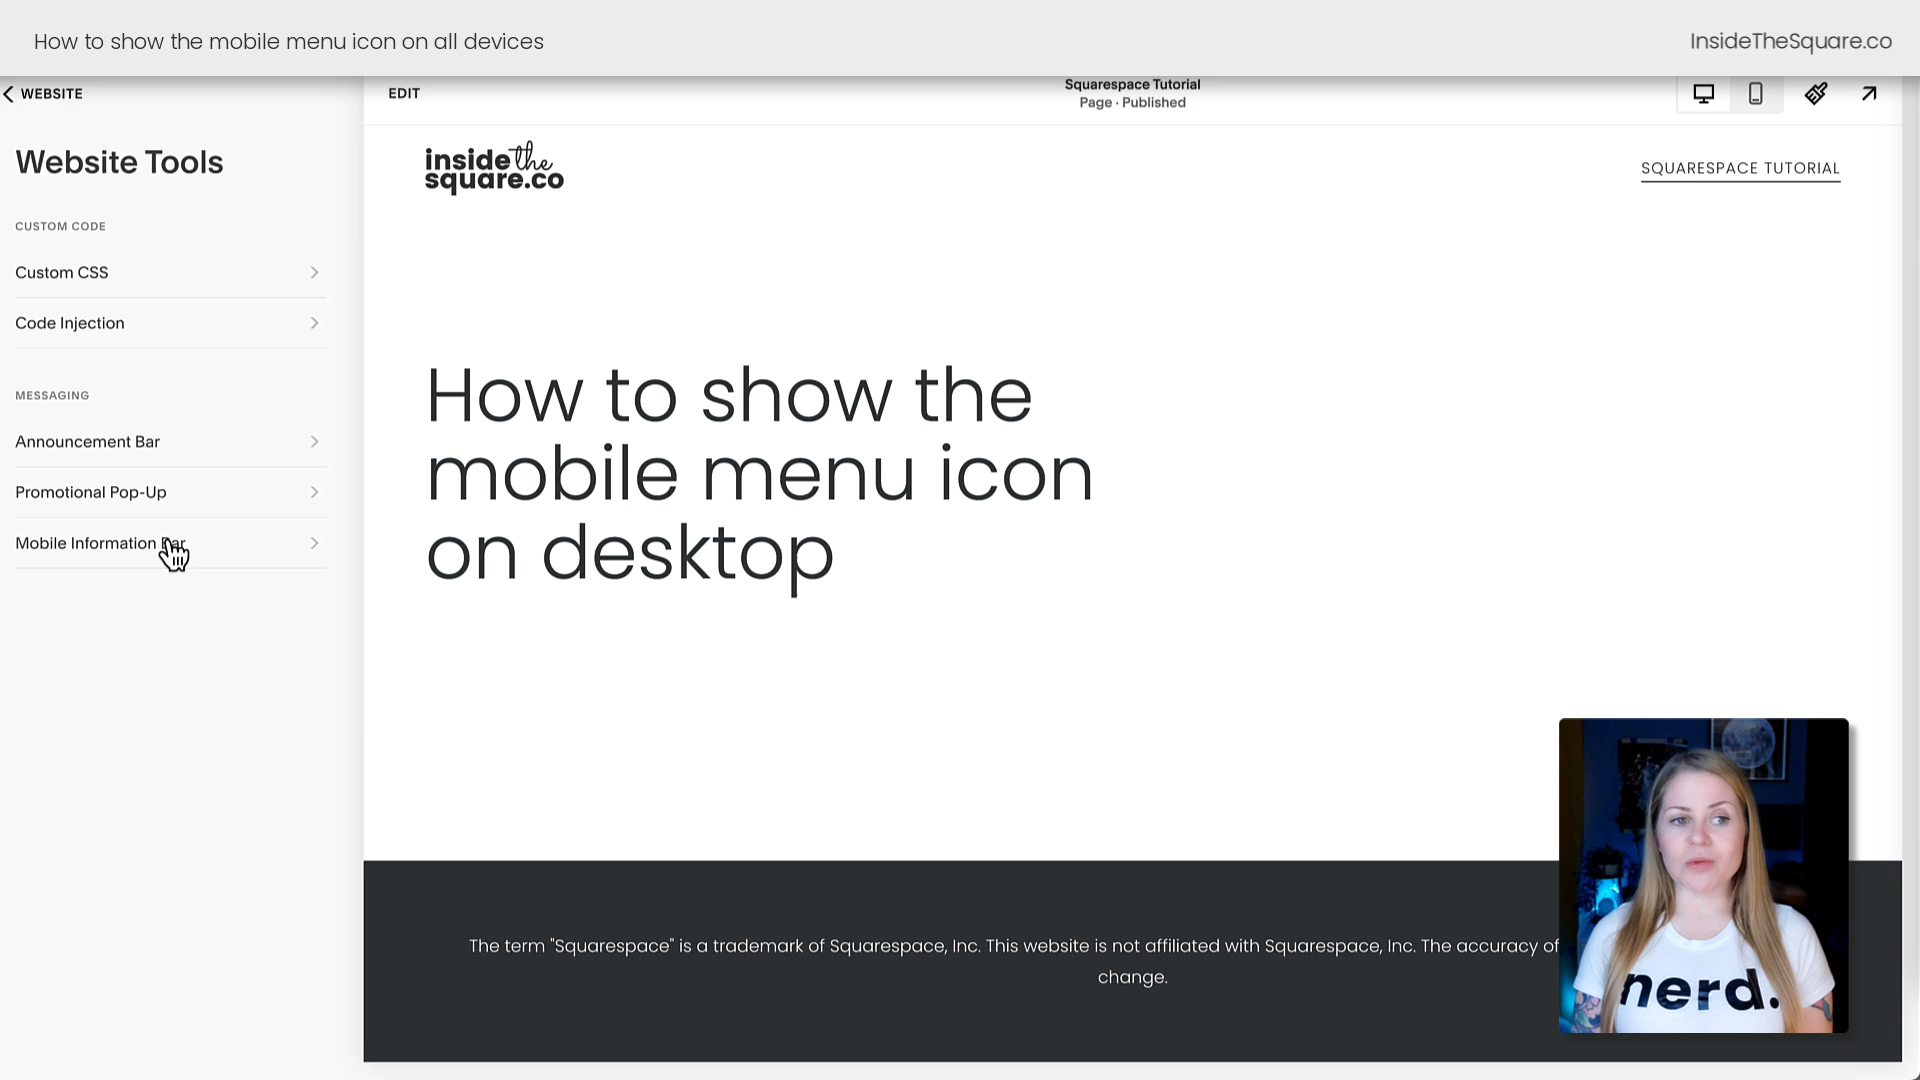 How to show the mobile menu icon on all devices
InsideTheSquare.co
WEBSITE
EDIT
Squarespace Tutorial
Page · Published
Website Tools
inside the
square.co
SQUARESPACE TUTORIAL
CUSTOM CODE
Custom CSS
Code Injection
MESSAGING
Announcement Bar
Promotional Pop-Up
Mobile Information Bar
How to show the
mobile menu icon
on desktop
The term "Squarespace" is a trademark of Squarespace, Inc. This website is not affiliated with Squarespace, Inc. The accuracy of
change.
nerd.